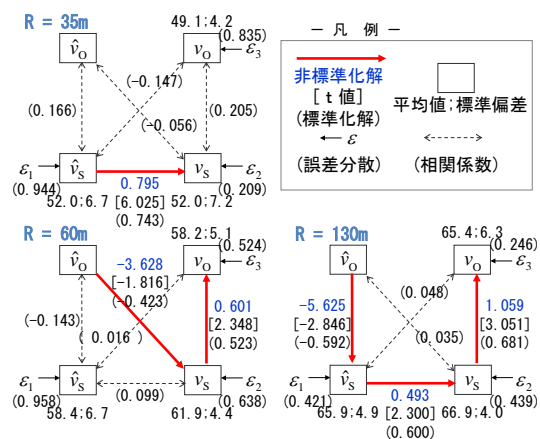 R = 35m
49.1;4.2
(0.835)
v̂O
vO
ε3
(-0.147)
(0.166)
(-0.056)
(0.205)
ε1
v̂S
vS
ε2
(0.944)
0.795
(0.209)
52.0;6.7
[6.025]
52.0;7.2
(0.743)
― 凡 例 ―
非標準化解
[ t 値]
(標準化解)
平均値;標準偏差
← ε
(誤差分散)
(相関係数)
R = 60m
58.2;5.1
(0.524)
v̂O
vO
ε3
-3.628
[-1.816]
(-0.423)
0.601
[2.348]
(0.523)
(-0.143)
( 0.016 )
ε1
v̂S
vS
ε2
(0.958)
(0.099)
(0.638)
58.4;6.7
61.9;4.4
R = 130m
65.4;6.3
(0.246)
v̂O
vO
ε3
(0.048)
-5.625
[-2.846]
(-0.592)
(0.035)
1.059
[3.051]
(0.681)
ε1
v̂S
vS
ε2
(0.421)
0.493
(0.439)
65.9;4.9
[2.300]
66.9;4.0
(0.600)